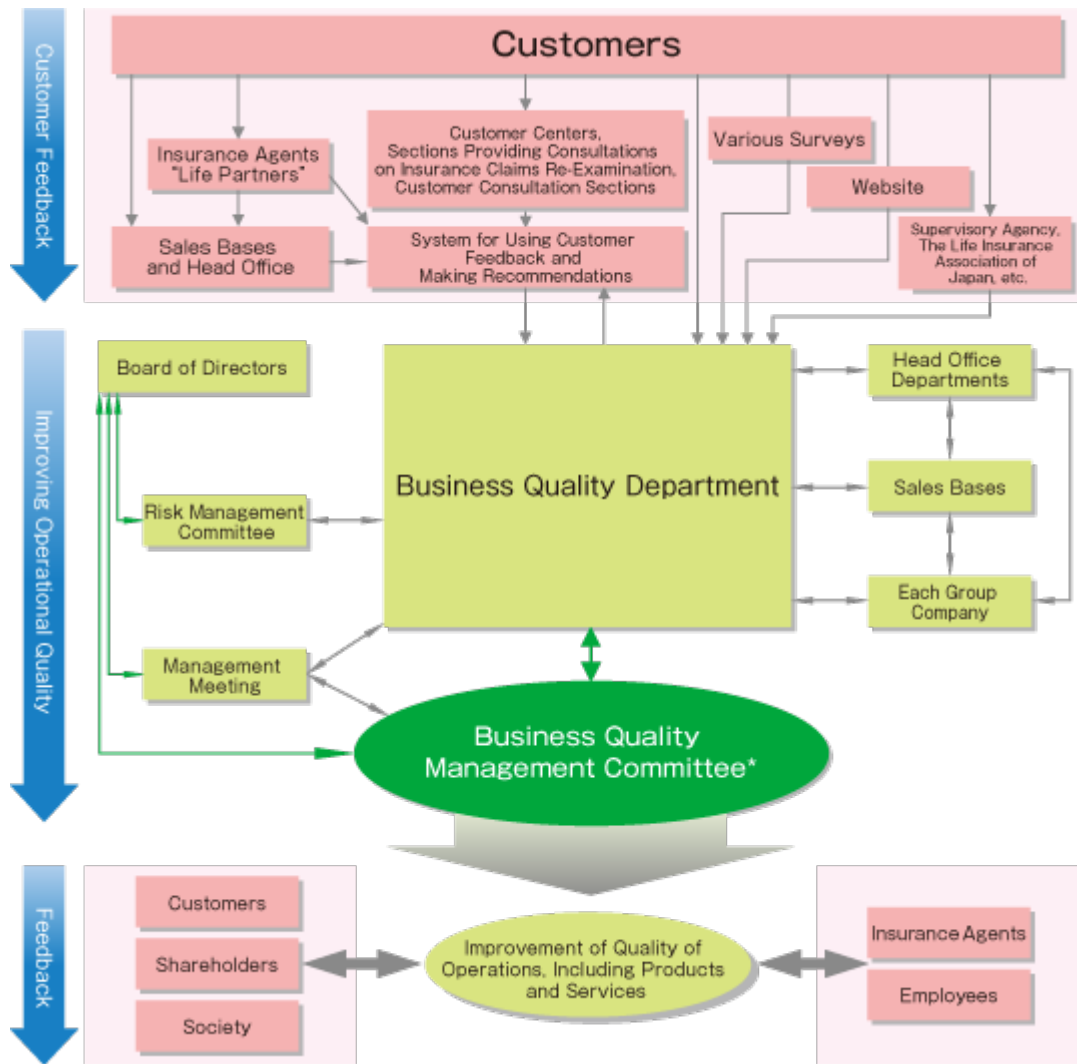 Customer Feedback
Customers
Insurance Agents
"Life Partners"
Customer Centers,
Sections Providing Consultations
on Insurance Claims Re-Examination,
Customer Consultation Sections
Various Surveys
Website
Sales Bases
and Head Office
System for Using Customer
Feedback and
Making Recommendations
Supervisory Agency,
The Life Insurance
Association of
Japan, etc.
Improving Operational Quality
Board of Directors
Business Quality Department
Head Office
Departments
Risk Management
Committee
Sales Bases
Management
Meeting
Each Group
Company
Business Quality
Management Committee*
Feedback
Customers
Shareholders
Society
Improvement of Quality of
Operations, Including Products
and Services
Insurance Agents
Employees